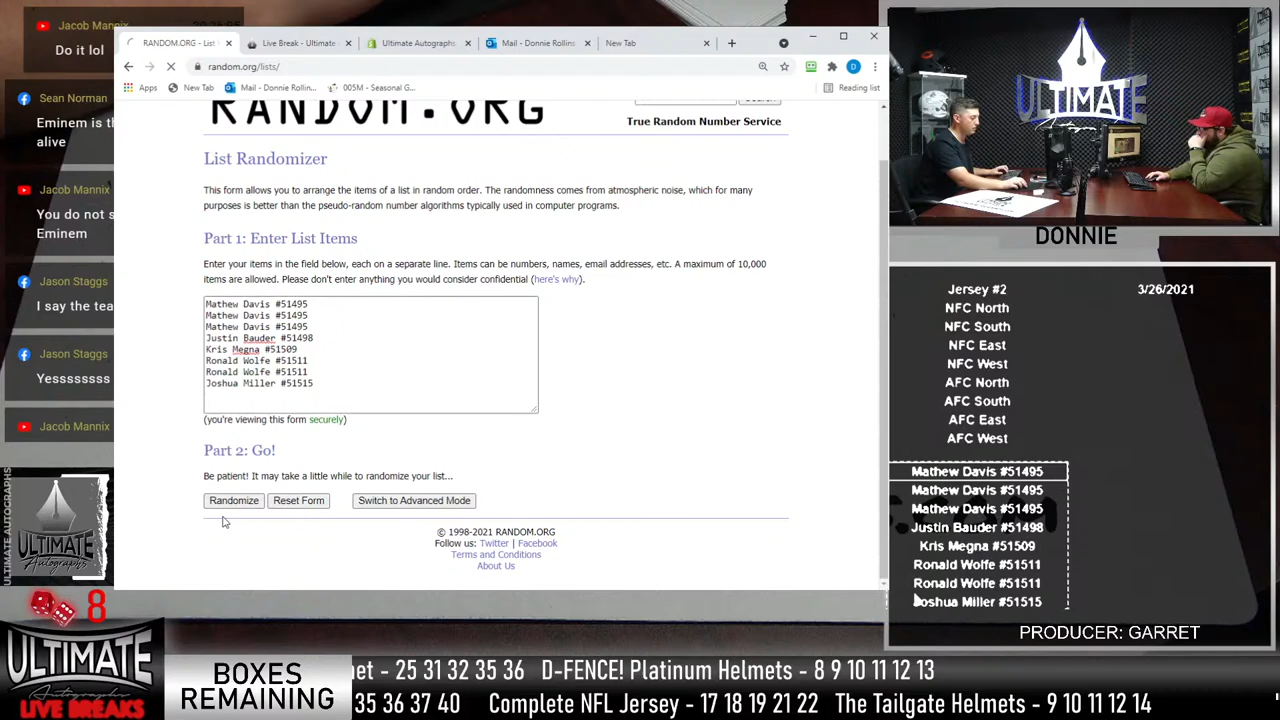 Jacob Mannix
Do it lol
Sean Norman
Eminem is th
alive
Jacob Mannix
You do not s
Eminem
Jason Staggs
I say the tea
Jason Staggs
Yesssssss
Jacob Mannix
RANDOM.ORG - List
Live Break - Ultimate
Ultimate Autographs
Mail - Donnie Rollins
New Tab
random.org/lists/
Apps
New Tab
Mail - Donnie Rollin...
005M - Seasonal G...
Reading list
RANDOM.ORG
Search
True Random Number Service
List Randomizer
This form allows you to arrange the items of a list in random order. The randomness comes from atmospheric noise, which for many
purposes is better than the pseudo-random number algorithms typically used in computer programs.
Part 1: Enter List Items
Enter your items in the field below, each on a separate line. Items can be numbers, names, email addresses, etc. A maximum of 10,000
items are allowed. Please don't enter anything you would consider confidential (here's why).
Mathew Davis #51495
Mathew Davis #51495
Mathew Davis #51495
Justin Bauder #51498
Kris Megna #51509
Ronald Wolfe #51511
Ronald Wolfe #51511
Joshua Miller #51515
(you're viewing this form securely)
Part 2: Go!
Be patient! It may take a little while to randomize your list...
Randomize
Reset Form
Switch to Advanced Mode
© 1998-2021 RANDOM.ORG
Follow us: Twitter | Facebook
Terms and Conditions
About Us
ULTIMATE
Autographs
DONNIE
Jersey #2 3/26/2021
NFC North
NFC South
NFC East
NFC West
AFC North
AFC South
AFC East
AFC West
Mathew Davis #51495
Mathew Davis #51495
Mathew Davis #51495
Justin Bauder #51498
Kris Megna #51509
Ronald Wolfe #51511
Ronald Wolfe #51511
Joshua Miller #51515
PRODUCER: GARRET
ULTIMATE AUTOGRAPHS
ULTIMATE
8
ULTIMATE
Autographs
LIVE BREAKS
BOXES
REMAINING
et - 25 31 32 35 36 D-FENCE! Platinum Helmets - 8 9 10 11 12 13
35 36 37 40 Complete NFL Jersey - 17 18 19 21 22 The Tailgate Helmets - 9 10 11 12 14